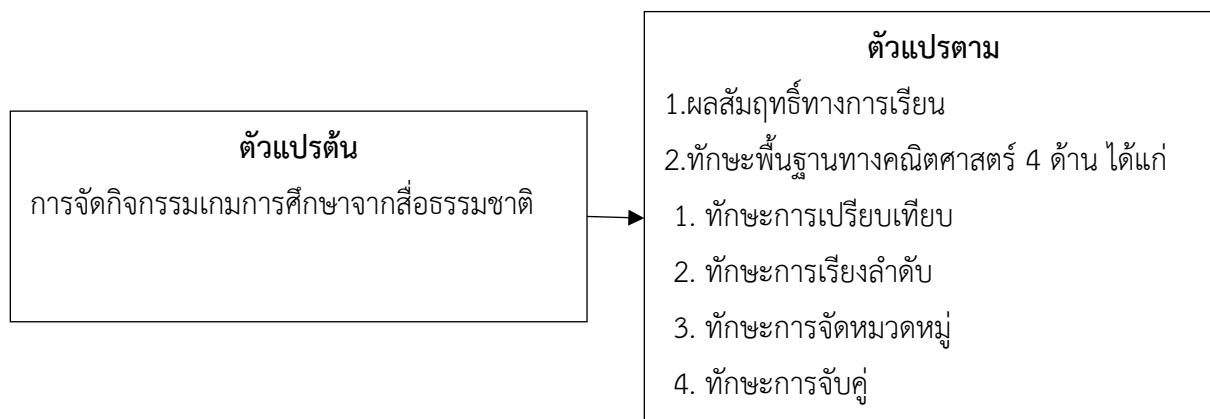 ตัวแปรต้น
การจัดกิจกรรมเกมการศึกษาจากสื่อธรรมชาติ
ตัวแปรตาม
1.ผลสัมฤทธิ์ทางการเรียน
2.ทักษะพื้นฐานทางคณิตศาสตร์ 4 ด้าน ได้แก่
1. ทักษะการเปรียบเทียบ
2. ทักษะการเรียงลำดับ
3. ทักษะการจัดหมวดหมู่
4. ทักษะการจับคู่